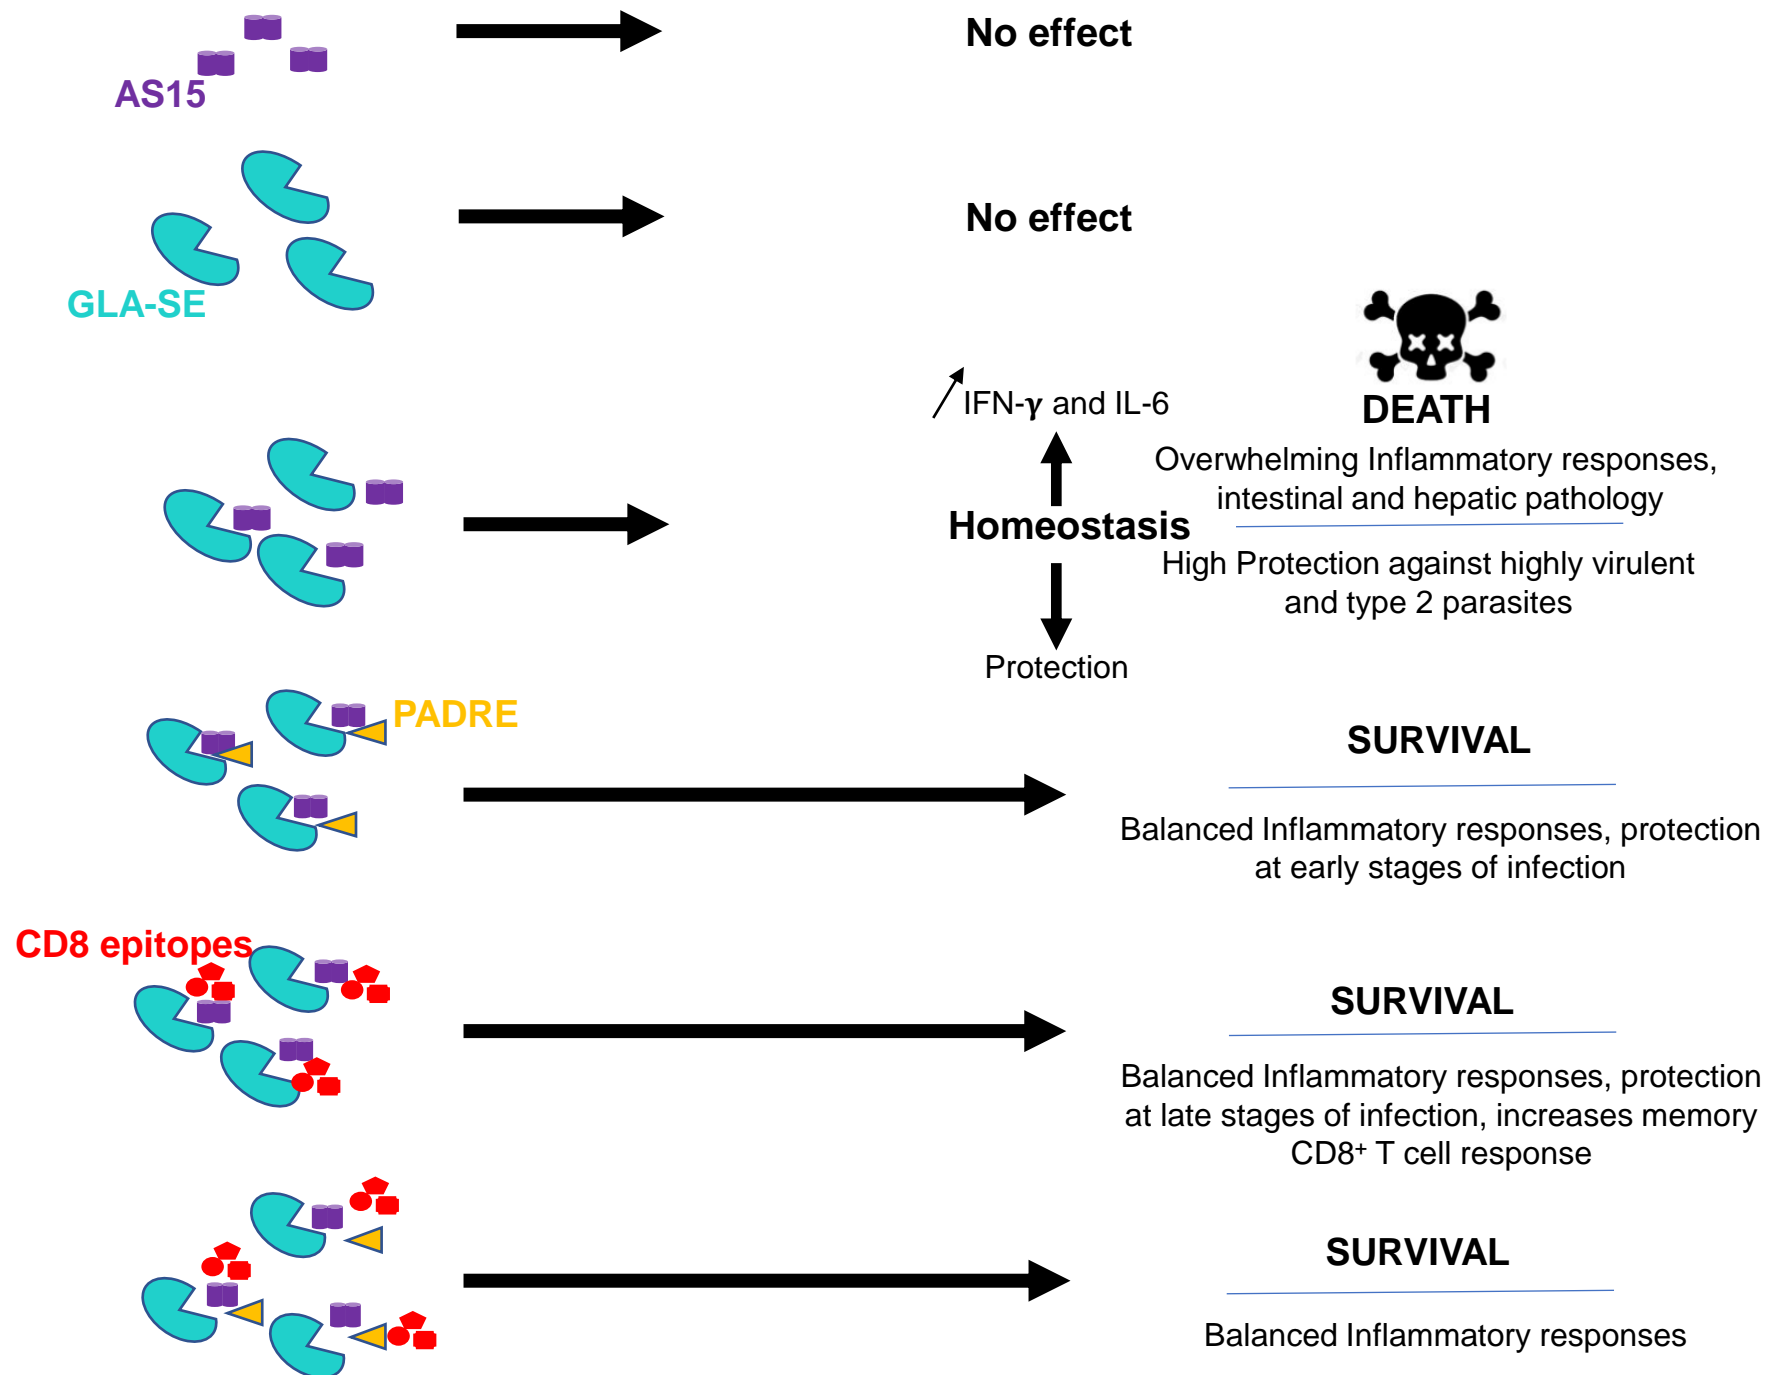 No effect
AS15
No effect
GLA-SE
IFN-γ and IL-6
DEATH
Overwhelming Inflammatory responses,
intestinal and hepatic pathology
Homeostasis
High Protection against highly virulent
and type 2 parasites
Protection
PADRE
SURVIVAL
Balanced Inflammatory responses, protection
at early stages of infection
CD8 epitopes
SURVIVAL
Balanced Inflammatory responses, protection
at late stages of infection, increases memory
CD8⁺ T cell response
SURVIVAL
Balanced Inflammatory responses